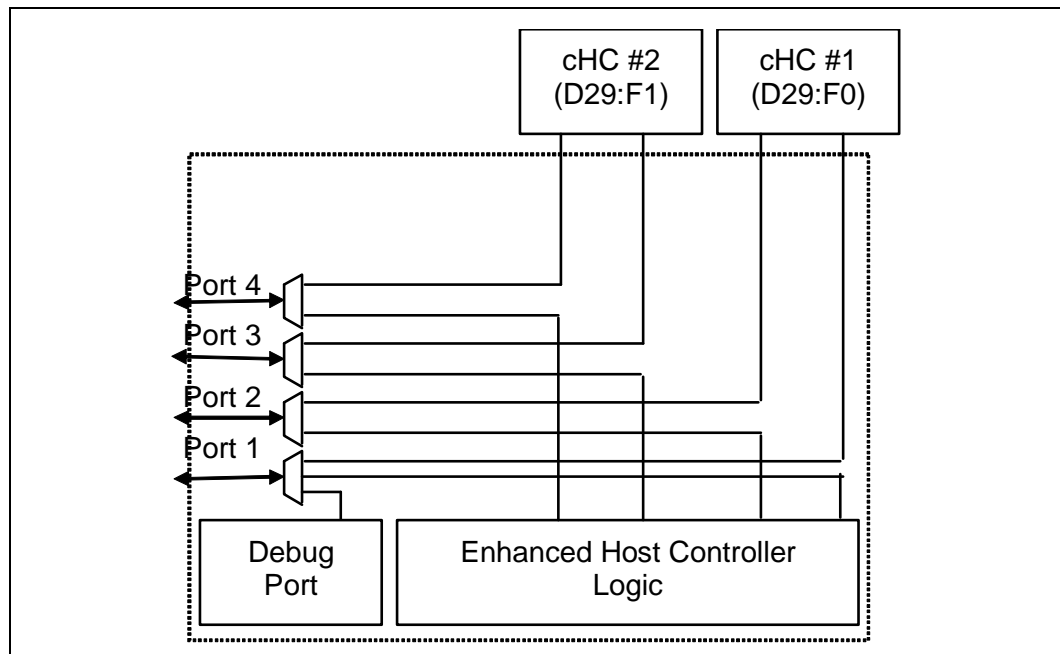 cHC #2
(D29:F1)
cHC #1
(D29:F0)
Port 4
Port 3
Port 2
Port 1
Debug
Port
Enhanced Host Controller
Logic